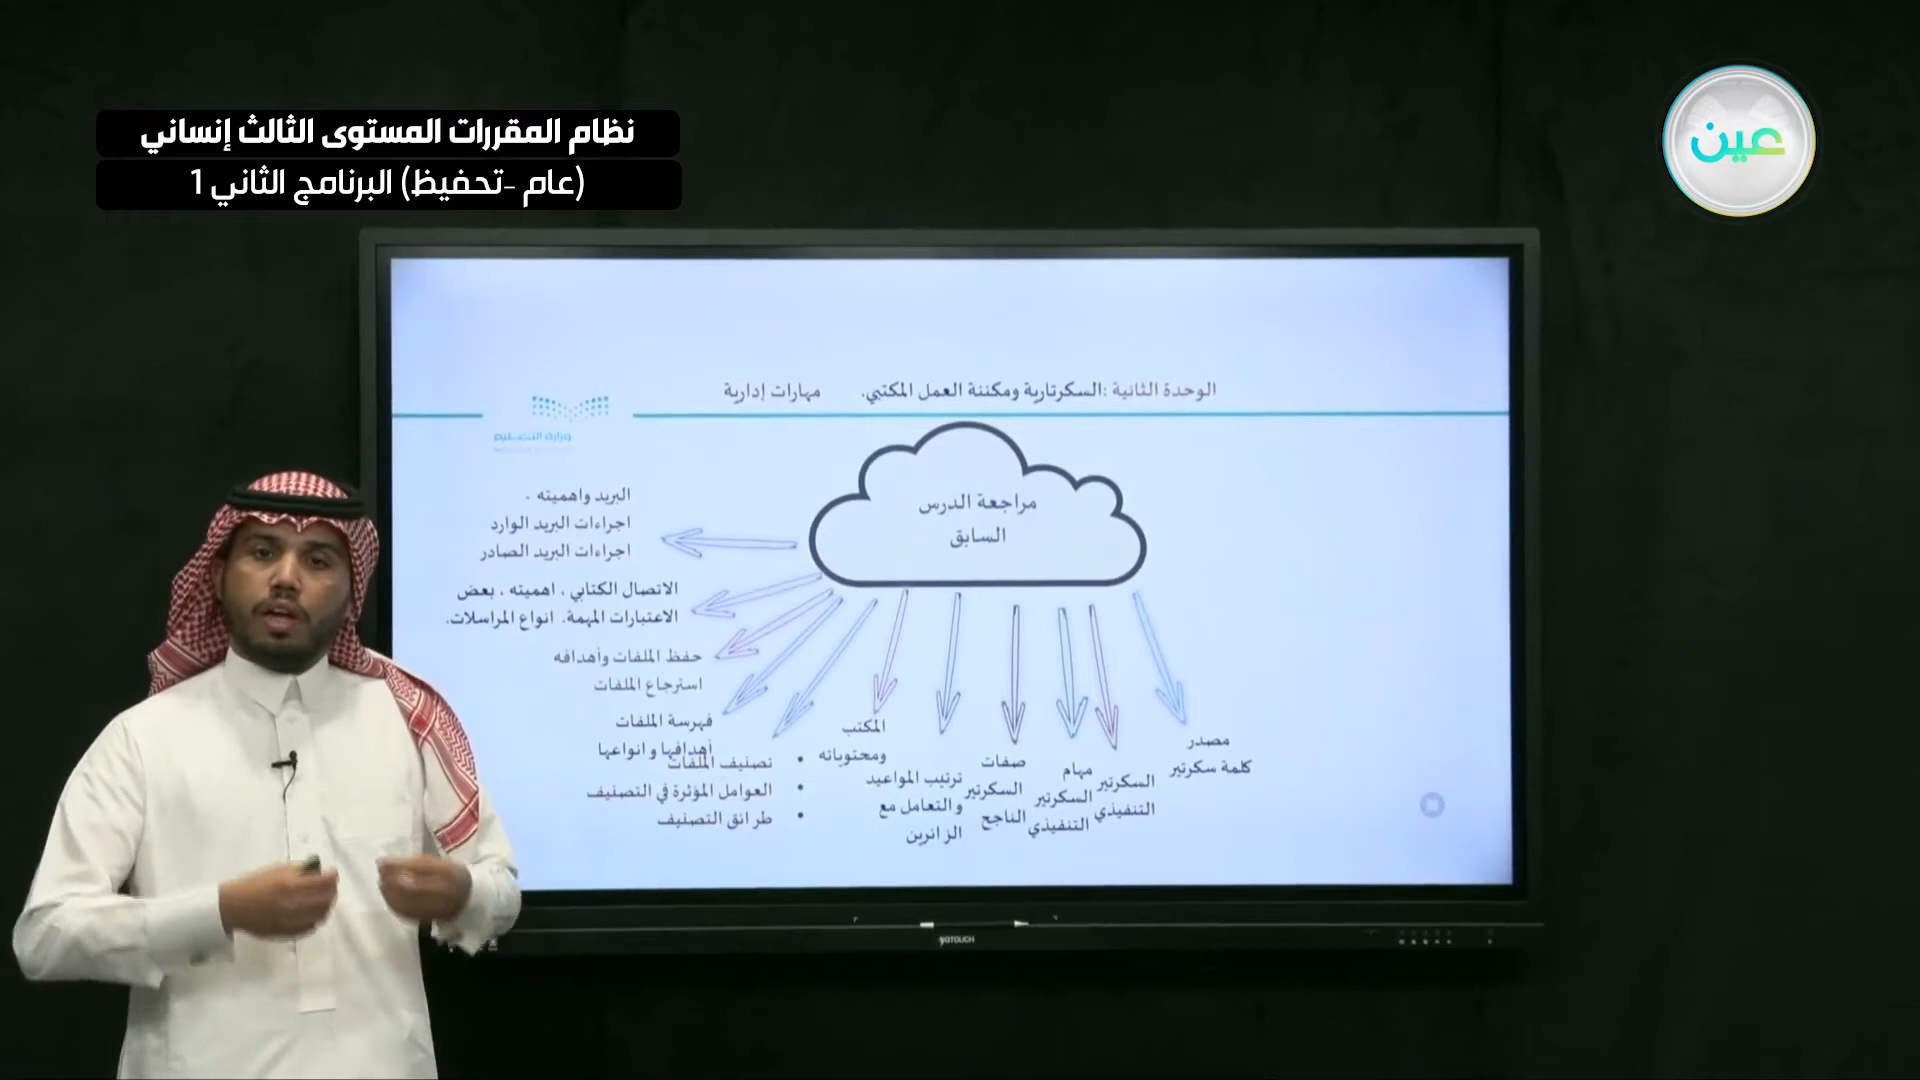 نظام المقررات المستوى الثالث إنساني
(عام -تحفيظ) البرنامج الثاني 1
عين
الوحدة الثانية :السكرتارية ومكننة العمل المكتبي.
مهارات إدارية
وزارة التعليم
مراجعة الدرس
السابق
مصدر
كلمة سكرتير
السكرتير
التنفيذي
مهام
السكرتير
التنفيذي
صفات
السكرتير
الناجح
ترتيب المواعيد
والتعامل مع
الزائرين
المكتب
ومحتوياته
• تصنيف الملفات
• العوامل المؤثرة في التصنيف
• طرائق التصنيف
فهرسة الملفات
أهدافها وانواعها
حفظ الملفات وأهدافه
استرجاع الملفات
الاتصال الكتابي ، اهميته ، بعض
الاعتبارات المهمة. انواع المراسلات.
البريد واهميته .
اجراءات البريد الوارد
اجراءات البريد الصادر